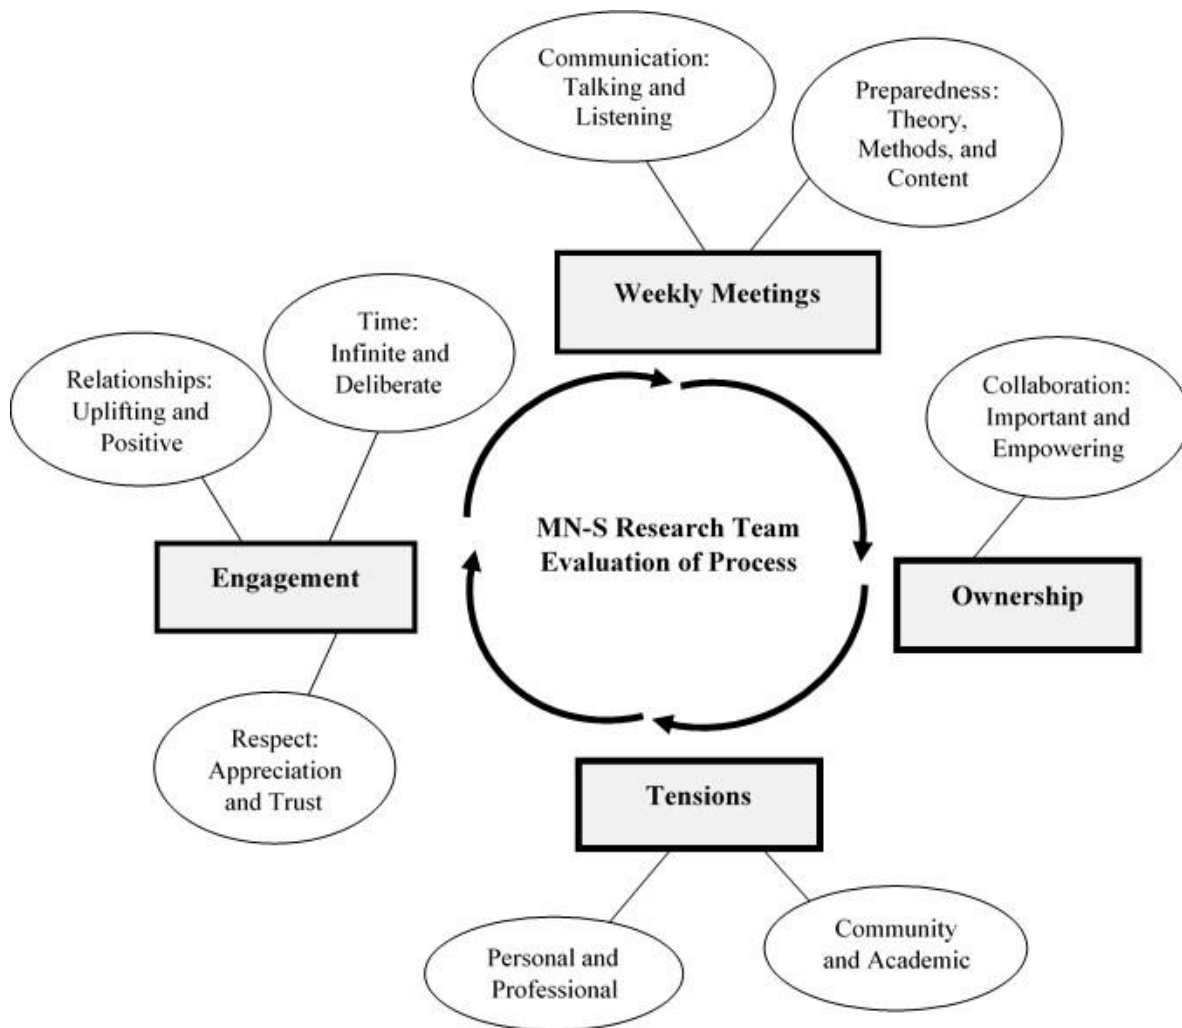 Communication:
Talking and
Listening
Preparedness:
Theory,
Methods, and
Content
Weekly Meetings
Time:
Infinite and
Deliberate
Relationships:
Uplifting and
Positive
Collaboration:
Important and
Empowering
MN-S Research Team
Evaluation of Process
Engagement
Ownership
Respect:
Appreciation
and Trust
Tensions
Personal and
Professional
Community
and Academic